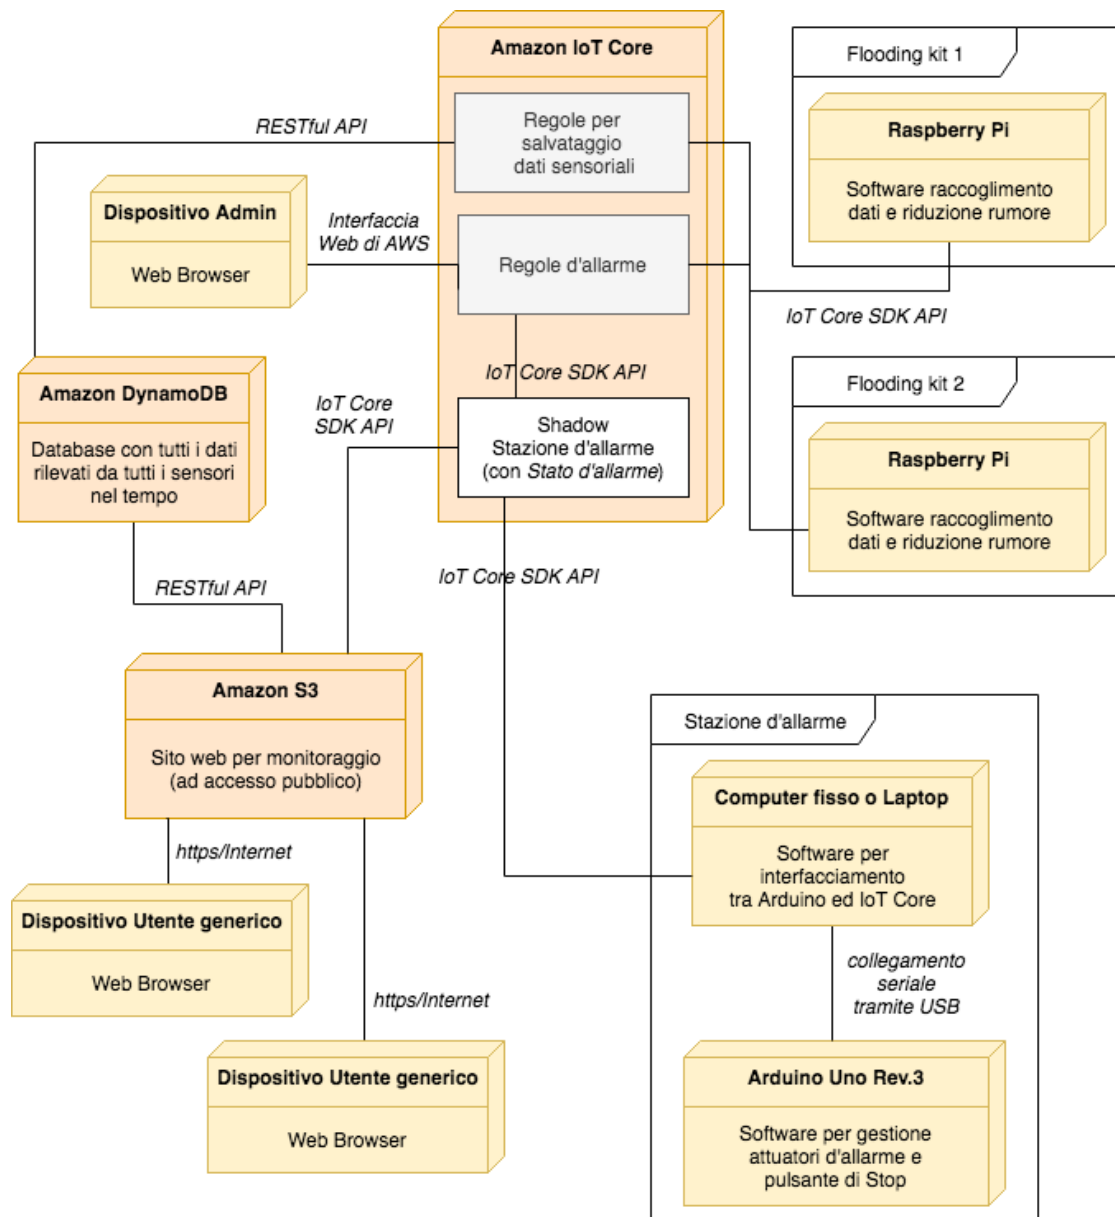 Amazon IoT Core
Regole per
salvataggio
dati sensoriali
RESTful API
Flooding kit 1
Raspberry Pi
Software raccoglimento
dati e riduzione rumore
Dispositivo Admin
Web Browser
Interfaccia
Web di AWS
Regole d'allarme
IoT Core SDK API
IoT Core SDK API
Flooding kit 2
Raspberry Pi
Software raccoglimento
dati e riduzione rumore
Amazon DynamoDB
Database con tutti i dati
rilevati da tutti i sensori
nel tempo
IoT Core
SDK API
Shadow
Stazione d'allarme
(con Stato d'allarme)
IoT Core SDK API
RESTful API
Amazon S3
Sito web per monitoraggio
(ad accesso pubblico)
Stazione d'allarme
Computer fisso o Laptop
Software per
interfacciamento
tra Arduino ed IoT Core
https/Internet
Dispositivo Utente generico
Web Browser
https/Internet
collegamento
seriale
tramite USB
Dispositivo Utente generico
Web Browser
Arduino Uno Rev.3
Software per gestione
attuatori d'allarme e
pulsante di Stop